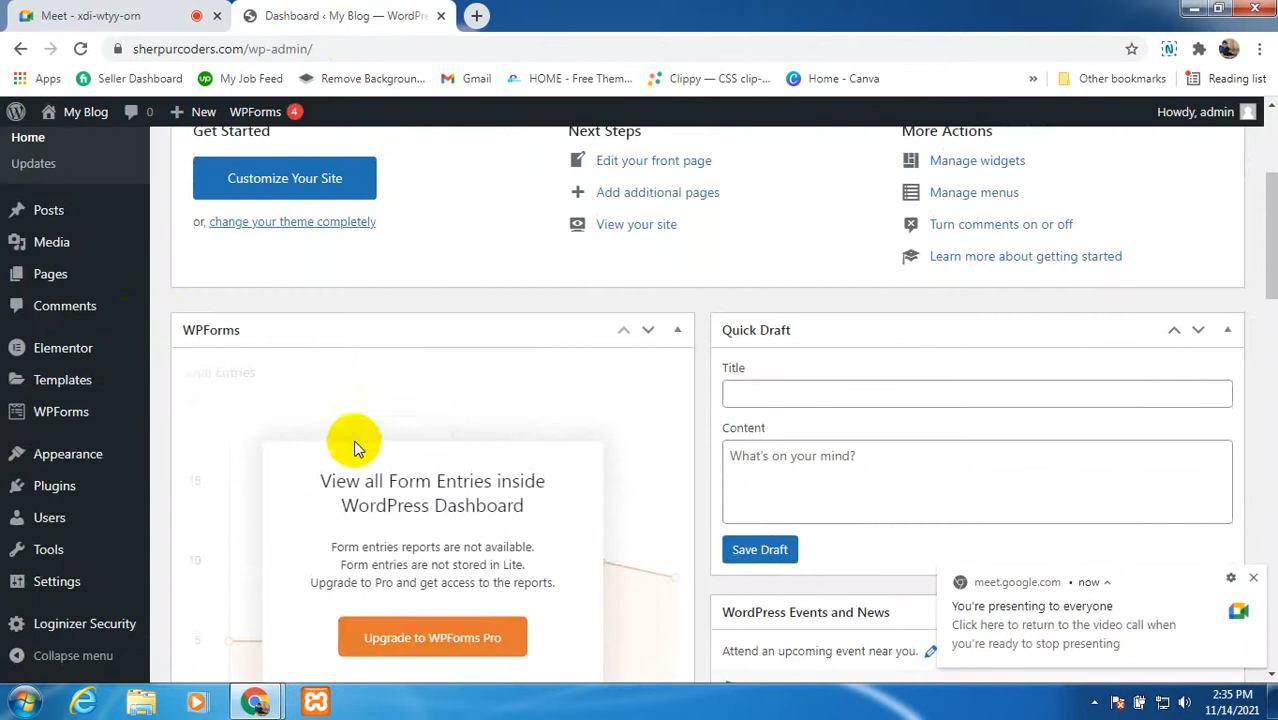 Meet - xdi-wtyy-orn
Dashboard ‹ My Blog — WordPre
sherpurcoders.com/wp-admin/
Apps
Seller Dashboard
My Job Feed
Remove Backgroun...
Gmail
HOME - Free Them...
Clippy — CSS clip-...
Home - Canva
»
Other bookmarks
Reading list
My Blog
0
New
WPForms
4
Howdy, admin
Home
Updates
Posts
Media
Pages
Comments
Elementor
Templates
WPForms
Appearance
Plugins
Users
Tools
Settings
Loginizer Security
Collapse menu
Get Started
Customize Your Site
or, change your theme completely
Next Steps
Edit your front page
Add additional pages
View your site
More Actions
Manage widgets
Manage menus
Turn comments on or off
Learn more about getting started
WPForms
Entries
15
10
5
View all Form Entries inside
WordPress Dashboard
Form entries reports are not available.
Form entries are not stored in Lite.
Upgrade to Pro and get access to the reports.
Upgrade to WPForms Pro
Quick Draft
Title
Content
What's on your mind?
Save Draft
WordPress Events and News
Attend an upcoming event near you.
meet.google.com • now
You're presenting to everyone
Click here to return to the video call when
you're ready to stop presenting
2:35 PM
11/14/2021